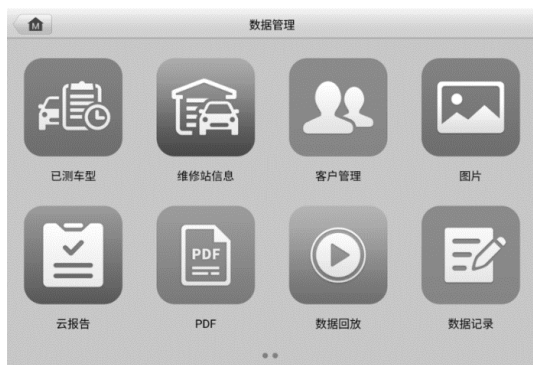 M
数据管理
已测车型
维修站信息
客户管理
图片
PDF
云报告
PDF
数据回放
数据记录